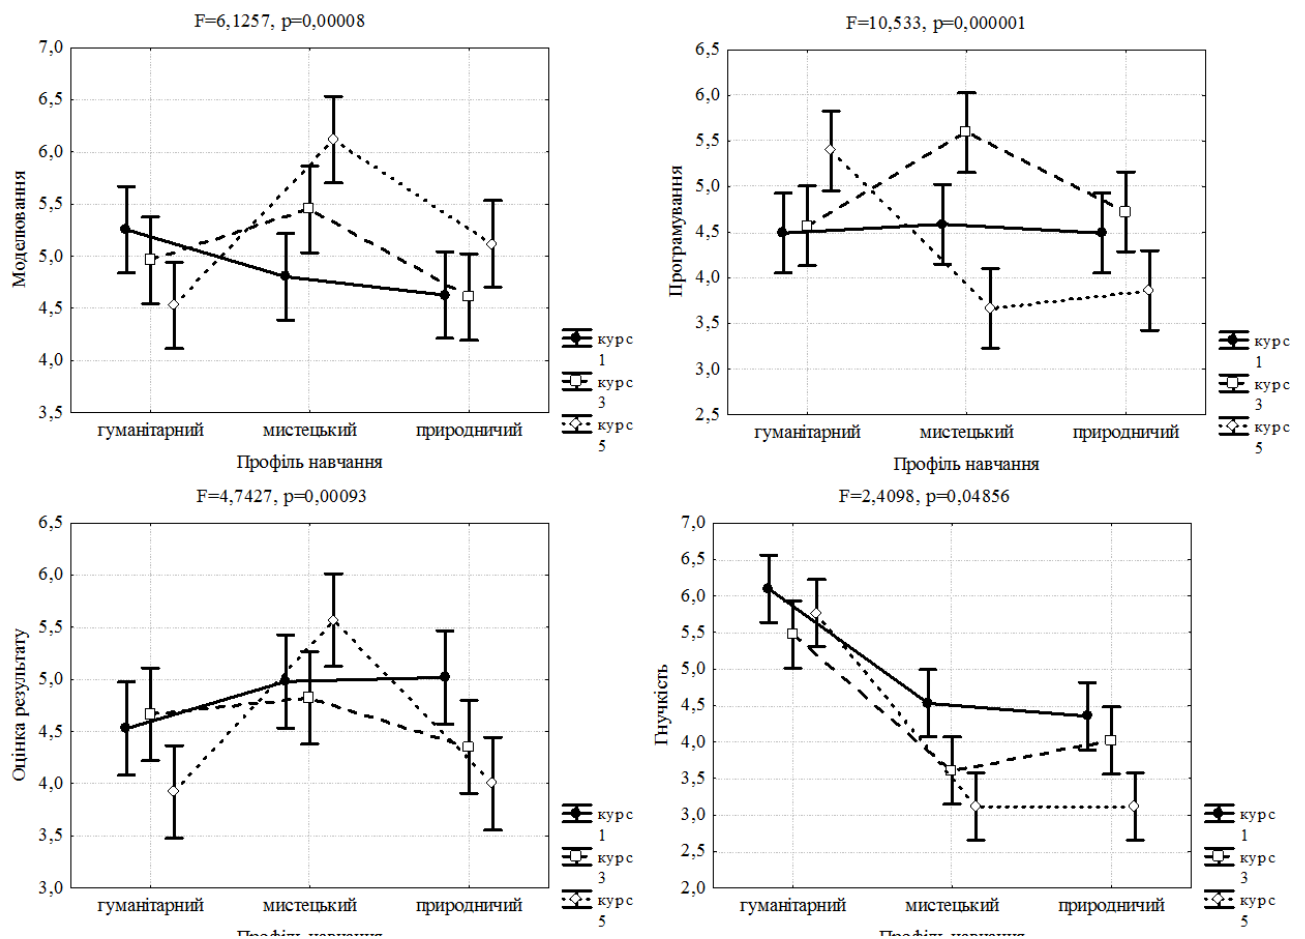 F=6,1257, p=0,00008
7,0
6,5
6,0
5,5
5,0
4,5
4,0
3,5
Моделювання
гуманітарний мистецький природничий
Профіль навчання
курс
1
курс
3
курс
5
F=10,533, p=0,000001
6,5
6,0
5,5
5,0
4,5
4,0
3,5
3,0
2,5
Програмування
гуманітарний мистецький природничий
Профіль навчання
курс
1
курс
3
курс
5
F=4,7427, p=0,00093
6,5
6,0
5,5
5,0
4,5
4,0
3,5
3,0
Оцінка результату
гуманітарний мистецький природничий
Профіль навчання
курс
1
курс
3
курс
5
F=2,4098, p=0,04856
7,0
6,5
6,0
5,5
5,0
4,5
4,0
3,5
3,0
2,5
2,0
Гнучкість
гуманітарний мистецький природничий
Профіль навчання
курс
1
курс
3
курс
5